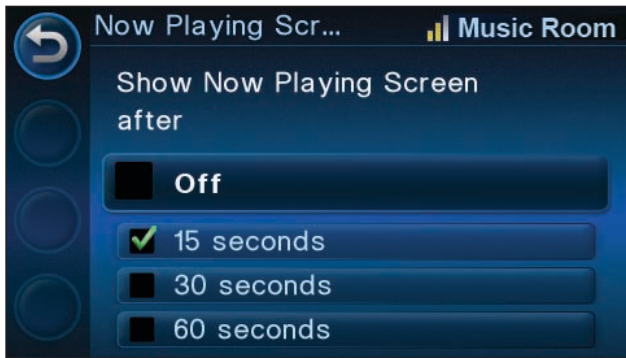 Now Playing Scr... Music Room
Show Now Playing Screen
after
Off
15 seconds
30 seconds
60 seconds